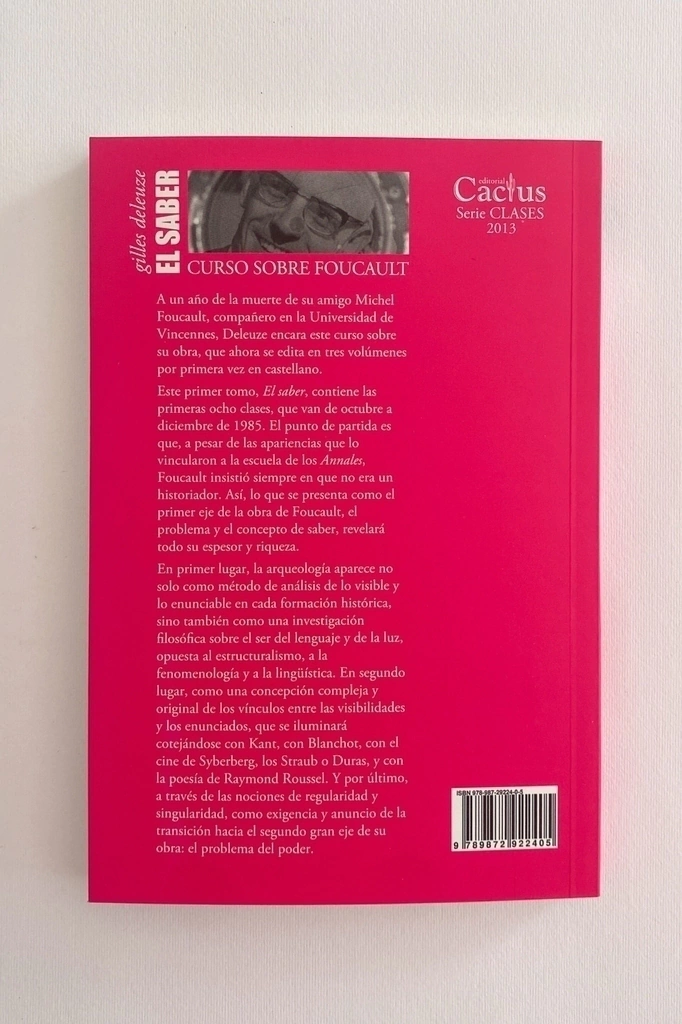 gilles deleuze
EL SABER
CURSO SOBRE FOUCAULT
editorial
Cactus
Serie CLASES
2013
A un año de la muerte de su amigo Michel
Foucault, compañero en la Universidad de
Vincennes, Deleuze encara este curso sobre
su obra, que ahora se edita en tres volúmenes
por primera vez en castellano.
Este primer tomo, El saber, contiene las
primeras ocho clases, que van de octubre a
diciembre de 1985. El punto de partida es
que, a pesar de las apariencias que lo
vincularon a la escuela de los Annales,
Foucault insistió siempre en que no era un
historiador. Así, lo que se presenta como el
primer eje de la obra de Foucault, el
problema y el concepto de saber, revelará
todo su espesor y riqueza.
En primer lugar, la arqueología aparece no
solo como método de análisis de lo visible y
lo enunciable en cada formación histórica,
sino también como una investigación
filosófica sobre el ser del lenguaje y de la luz,
opuesta al estructuralismo, a la
fenomenología y a la lingüística. En segundo
lugar, como una concepción compleja y
original de los vínculos entre las visibilidades
y los enunciados, que se iluminará
cotejándose con Kant, con Blanchot, con el
cine de Syberberg, los Straub o Duras, y con
la poesía de Raymond Roussel. Y por último,
a través de las nociones de regularidad y
singularidad, como exigencia y anuncio de la
transición hacia el segundo gran eje de su
obra: el problema del poder.
ISBN 978-987-29224-0-5
9 789872 922405